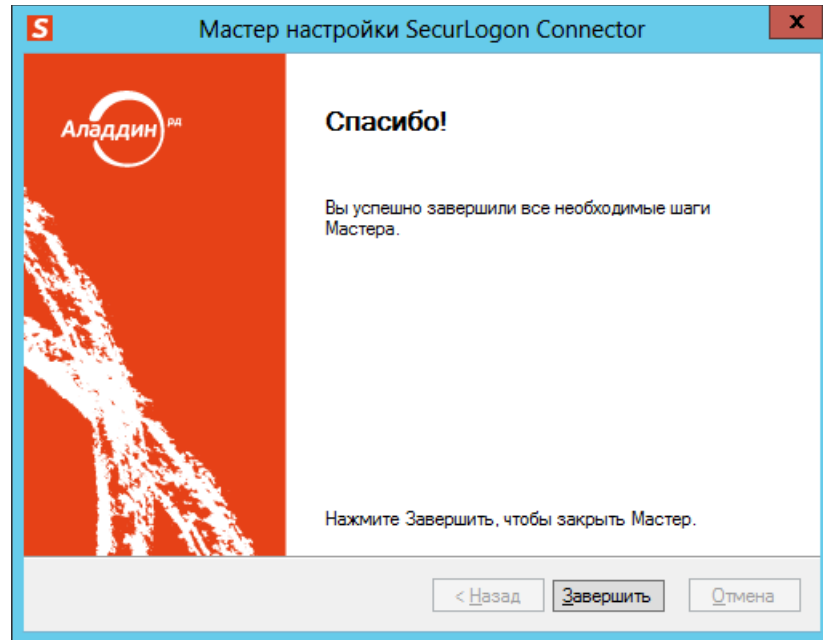 S
Мастер настройки SecurLogon Connector
x
Аладдин РД
Спасибо!
Вы успешно завершили все необходимые шаги
Мастера.
Нажмите Завершить, чтобы закрыть Мастер.
< Назад
Завершить
Отмена